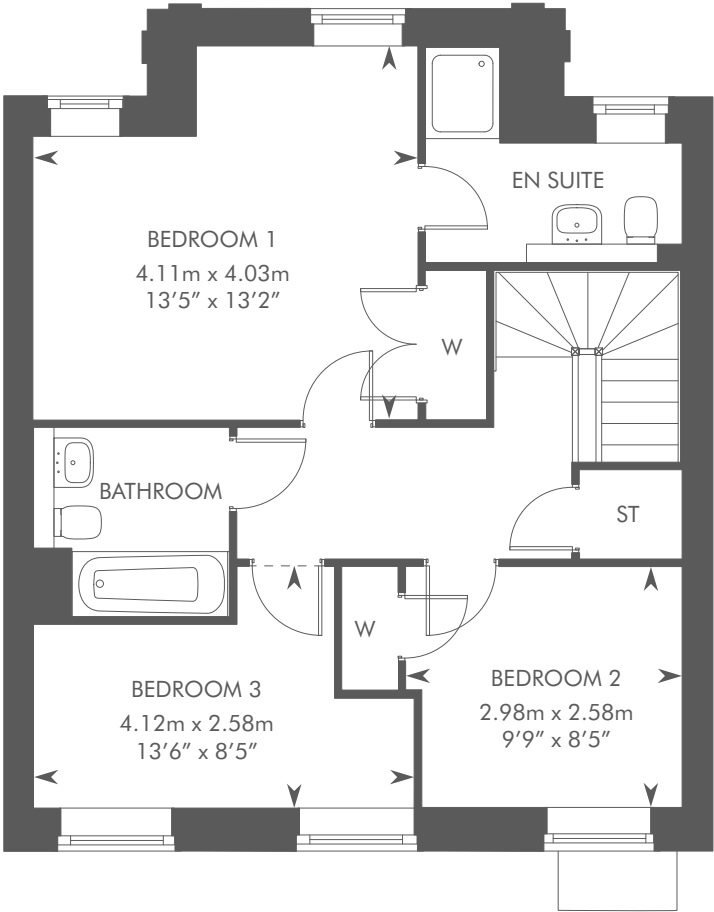 EN SUITE
BEDROOM 1
4.11m x 4.03m
13’5” x 13’2”
W
BATHROOM
ST
W
BEDROOM 3
4.12m x 2.58m
13’6” x 8’5”
BEDROOM 2
2.98m x 2.58m
9’9” x 8’5”